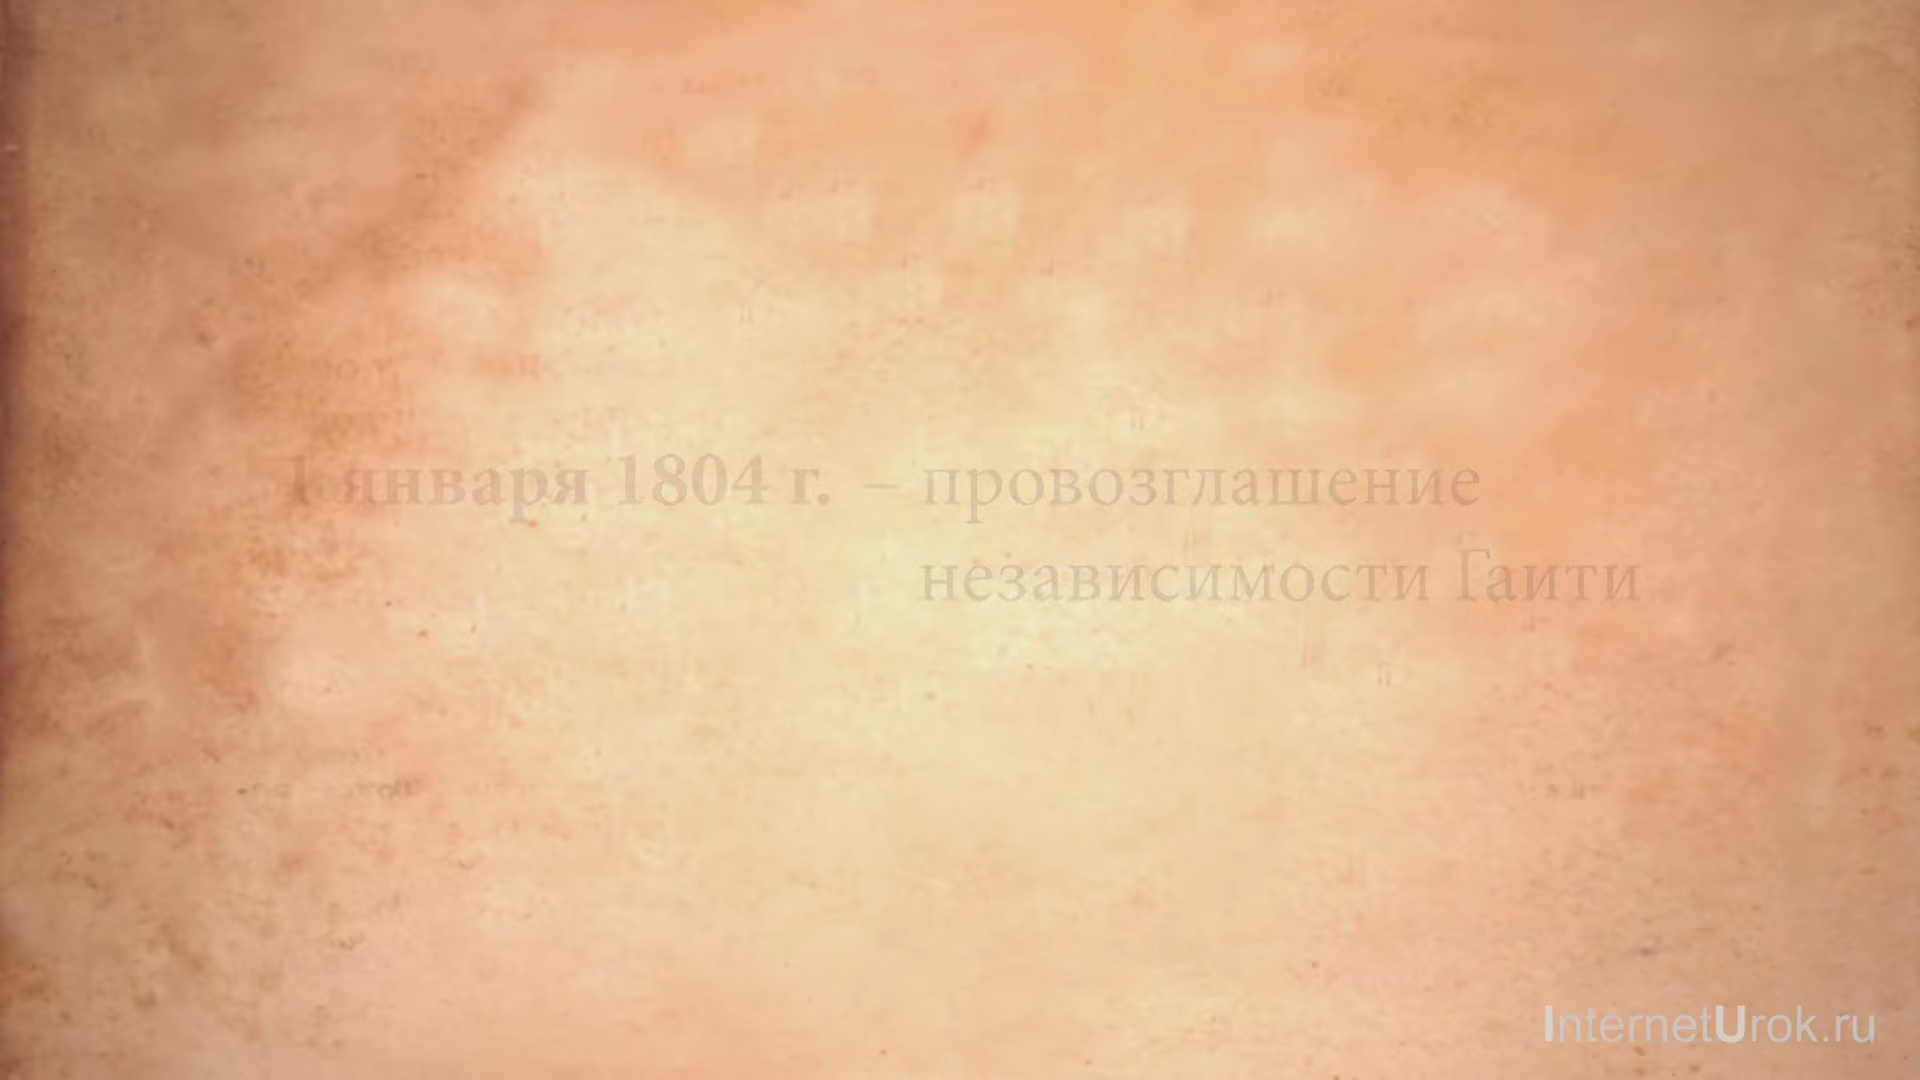 1 января 1804 г. – провозглашение
независимости Гаити
InternetUrok.ru